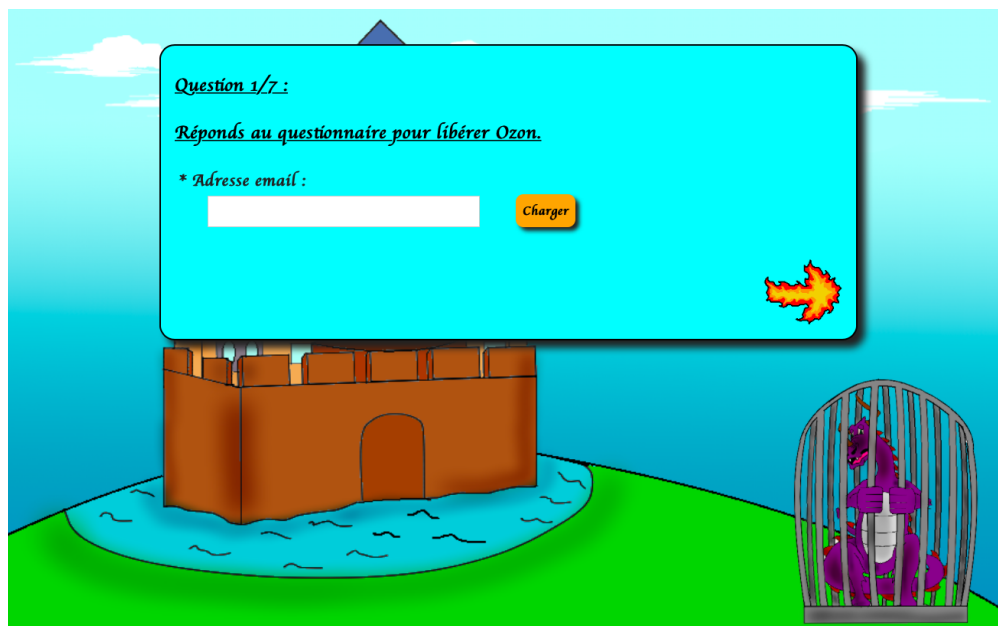 Question 1/7 :
Réponds au questionnaire pour libérer Ozon.
* Adresse email :
Charger